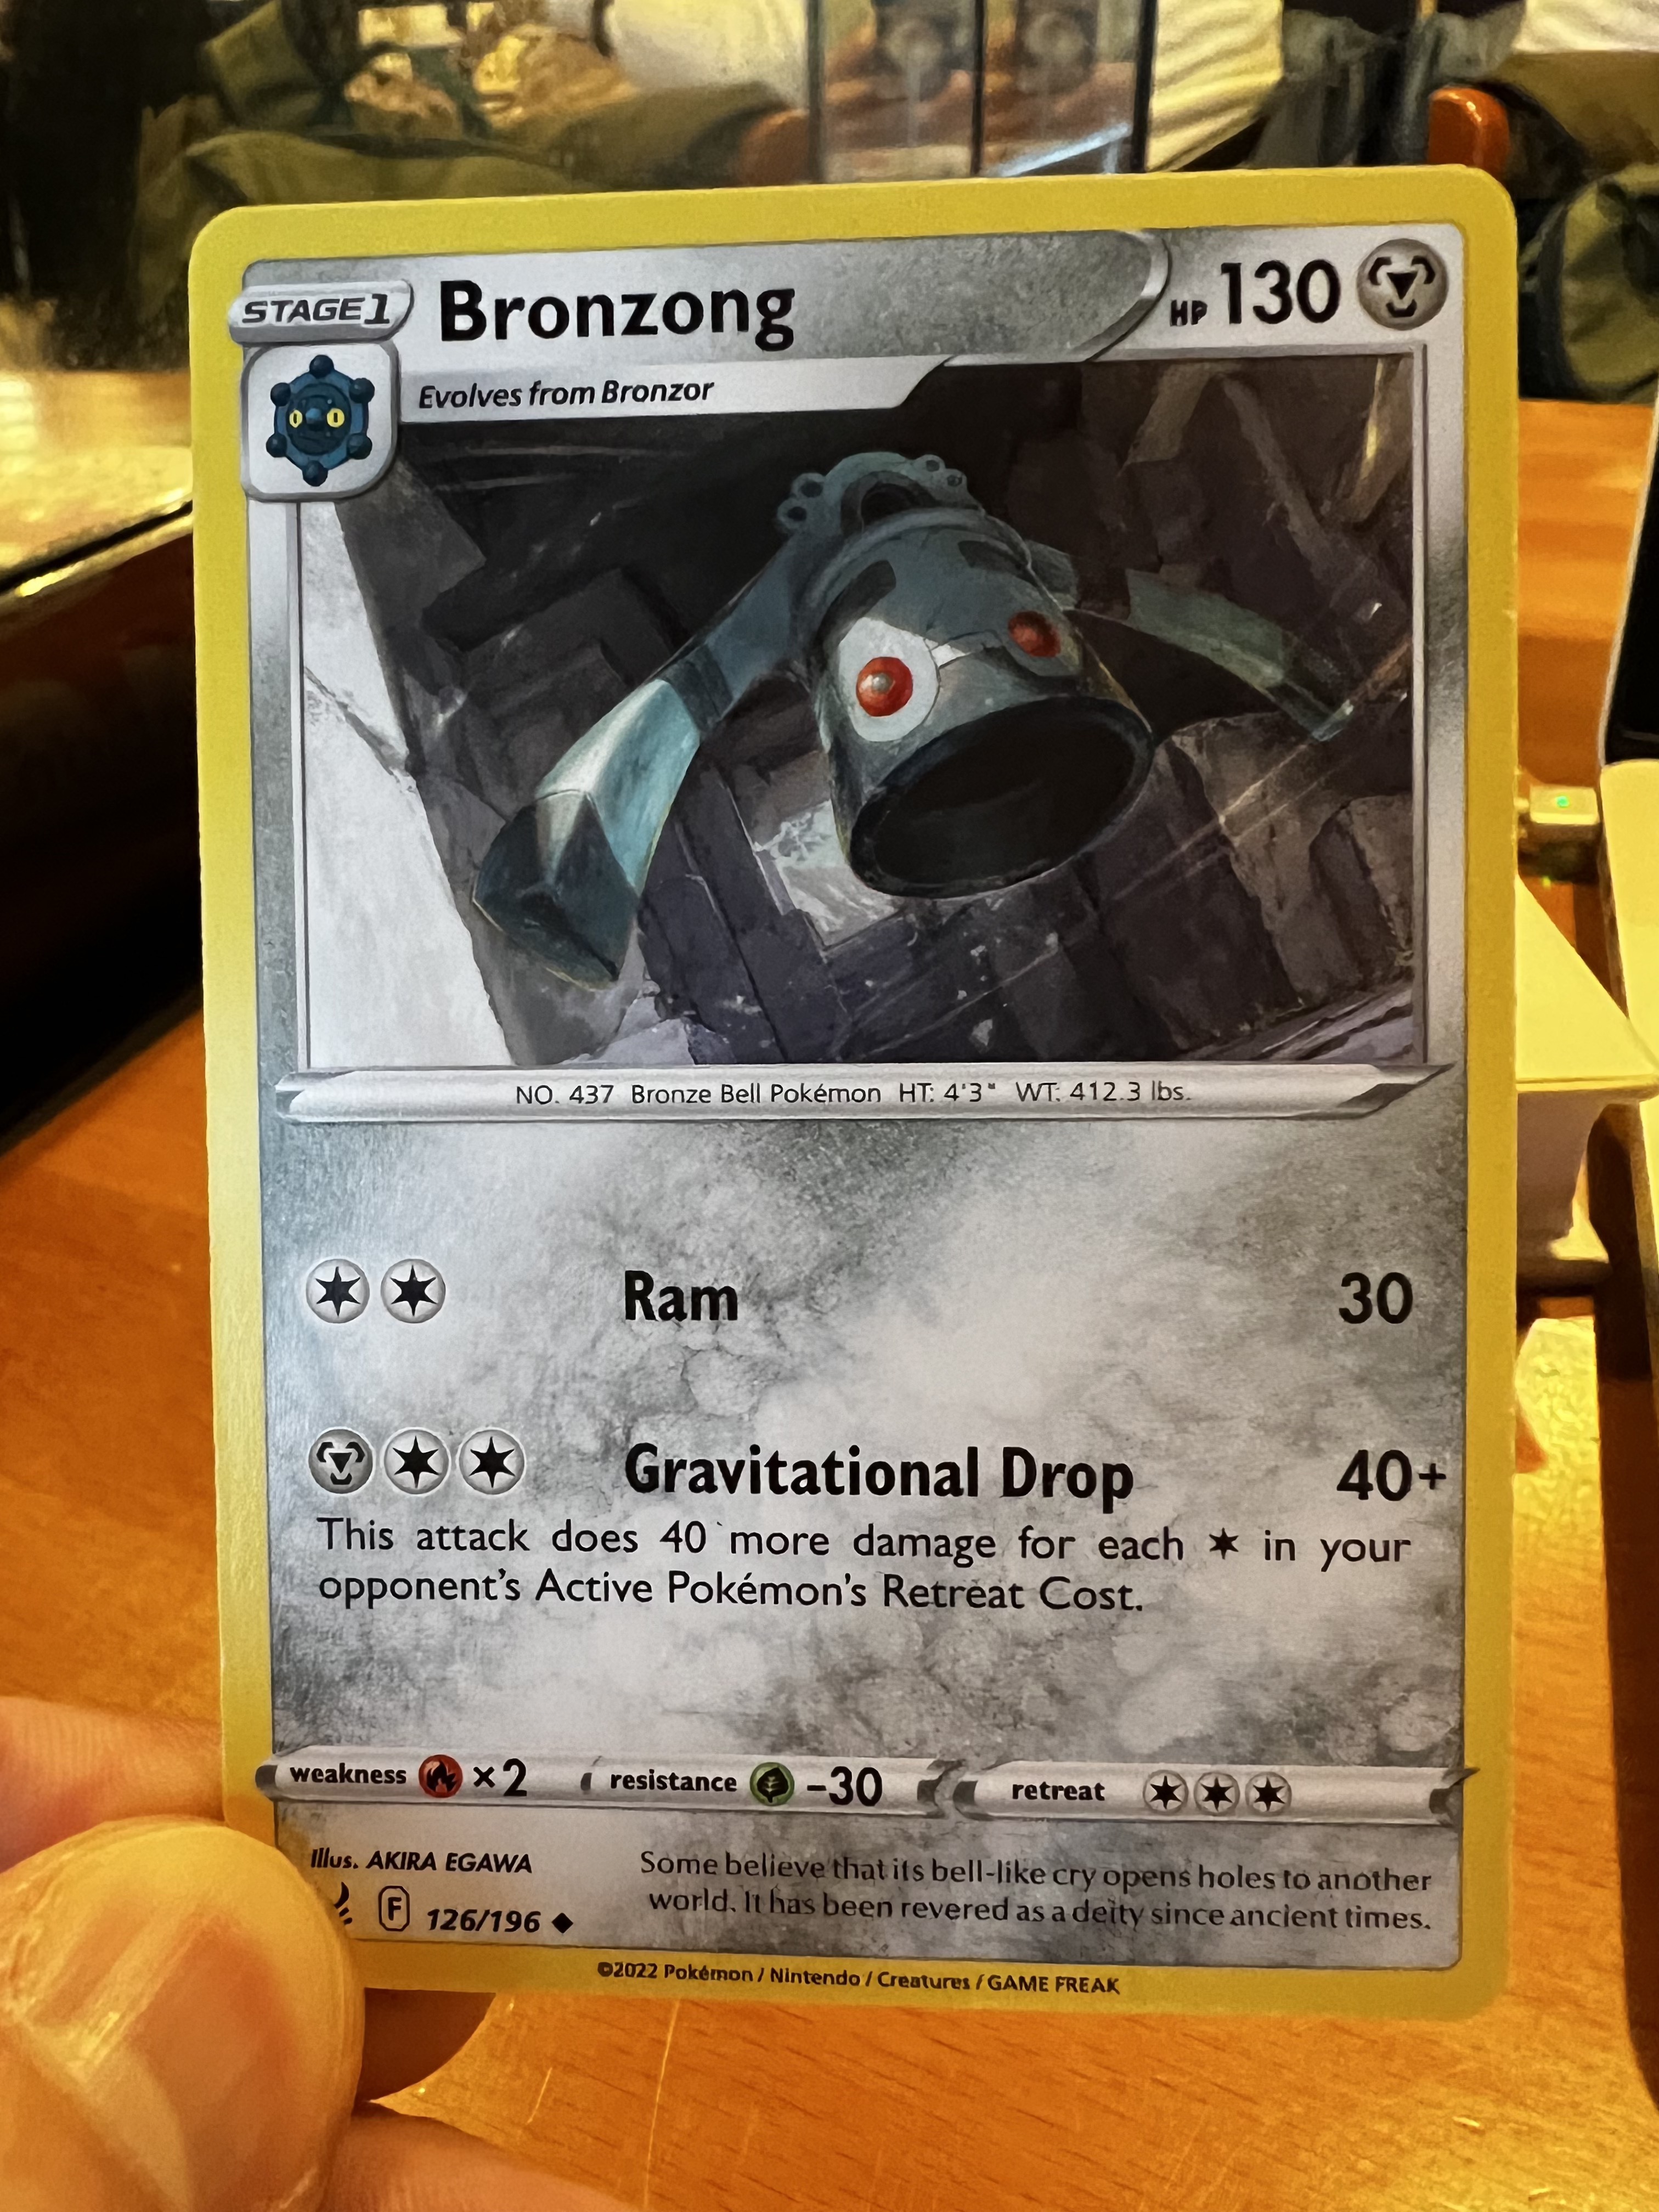 STAGE 1 Bronzong HP 130
Evolves from Bronzor
NO. 437 Bronze Bell Pokémon HT: 4'3" WT: 412.3 lbs.
Ram 30
Gravitational Drop 40+
This attack does 40 more damage for each in your
opponent's Active Pokémon's Retreat Cost.
weakness ×2 resistance -30 retreat
Illus. AKIRA EGAWA
F 126/196
Some believe that its bell-like cry opens holes to another
world. It has been revered as a deity since ancient times.
©2022 Pokémon / Nintendo / Creatures / GAME FREAK